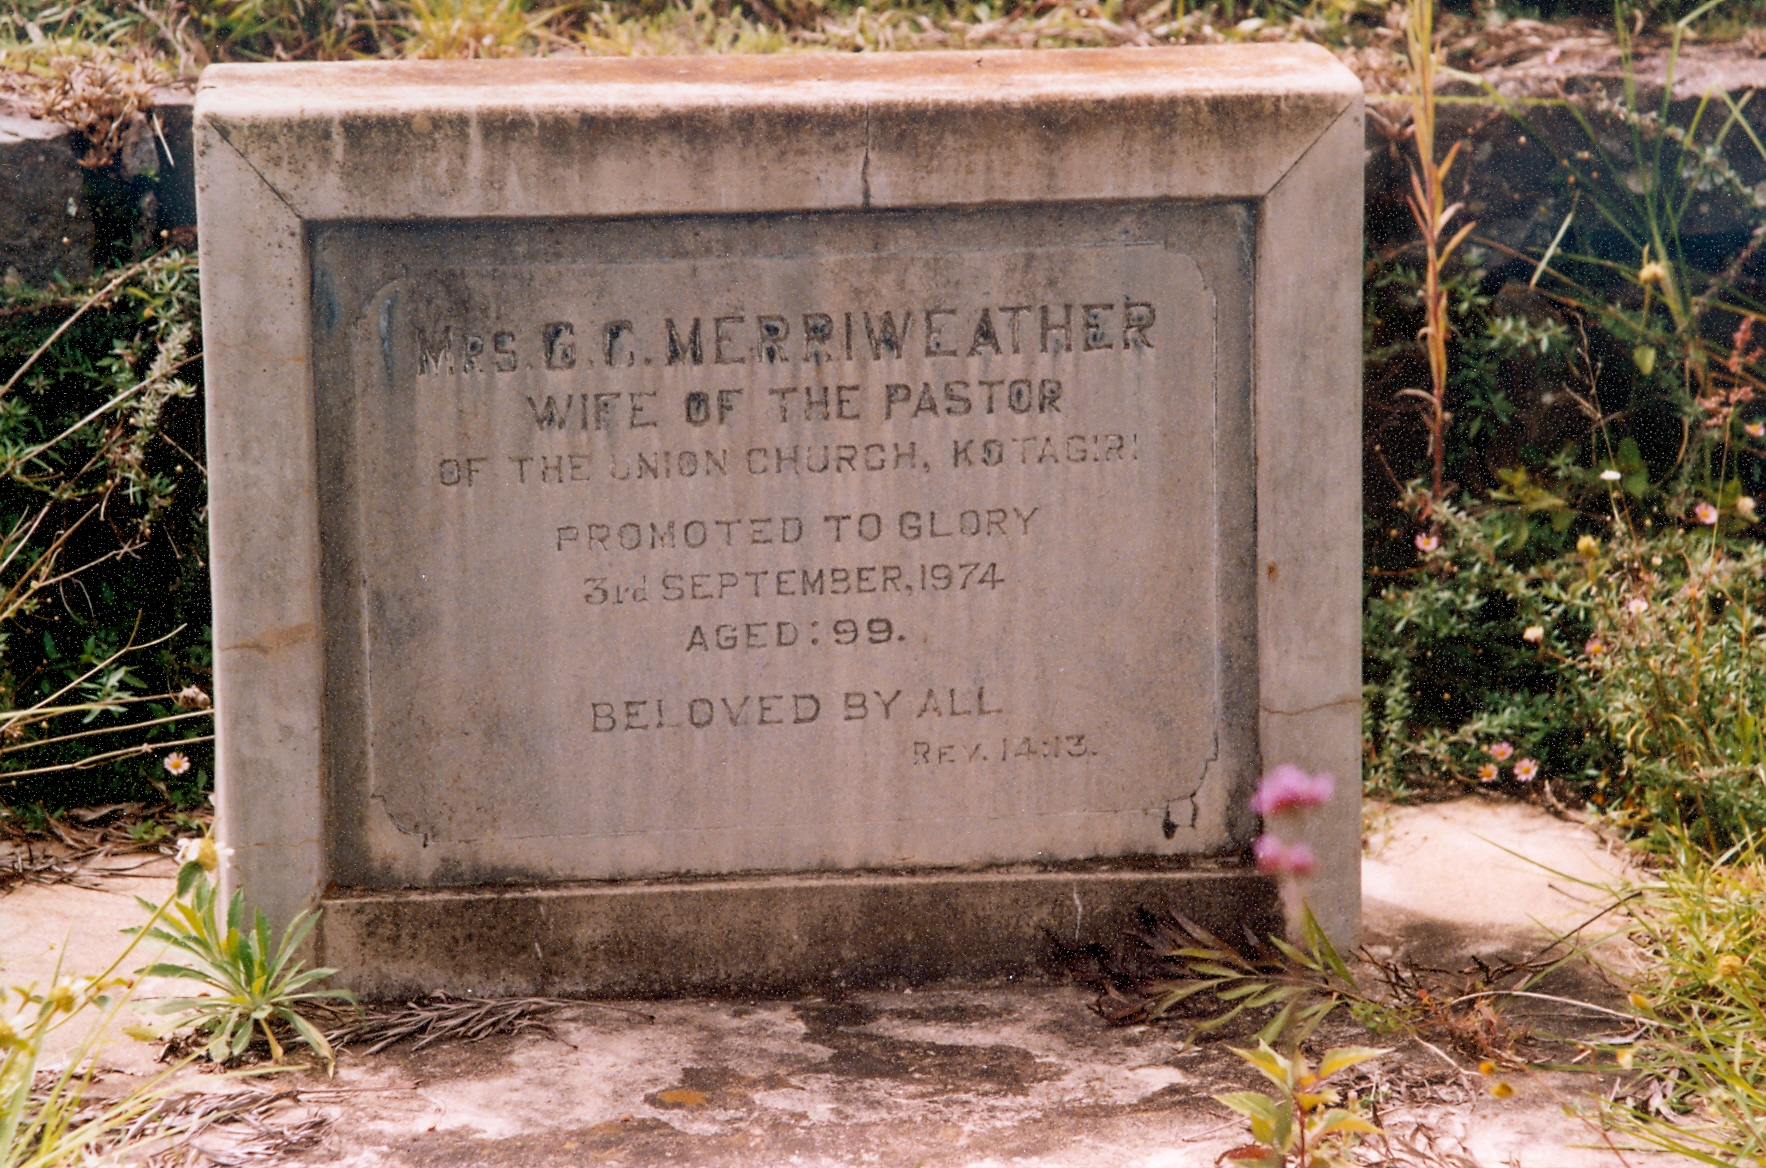 MRS. G. C. MERRIWEATHER
WIFE OF THE PASTOR
OF THE UNION CHURCH, KOTAGIRI
PROMOTED TO GLORY
3rd SEPTEMBER, 1974
AGED: 99.
BELOVED BY ALL
REV. 14:13.